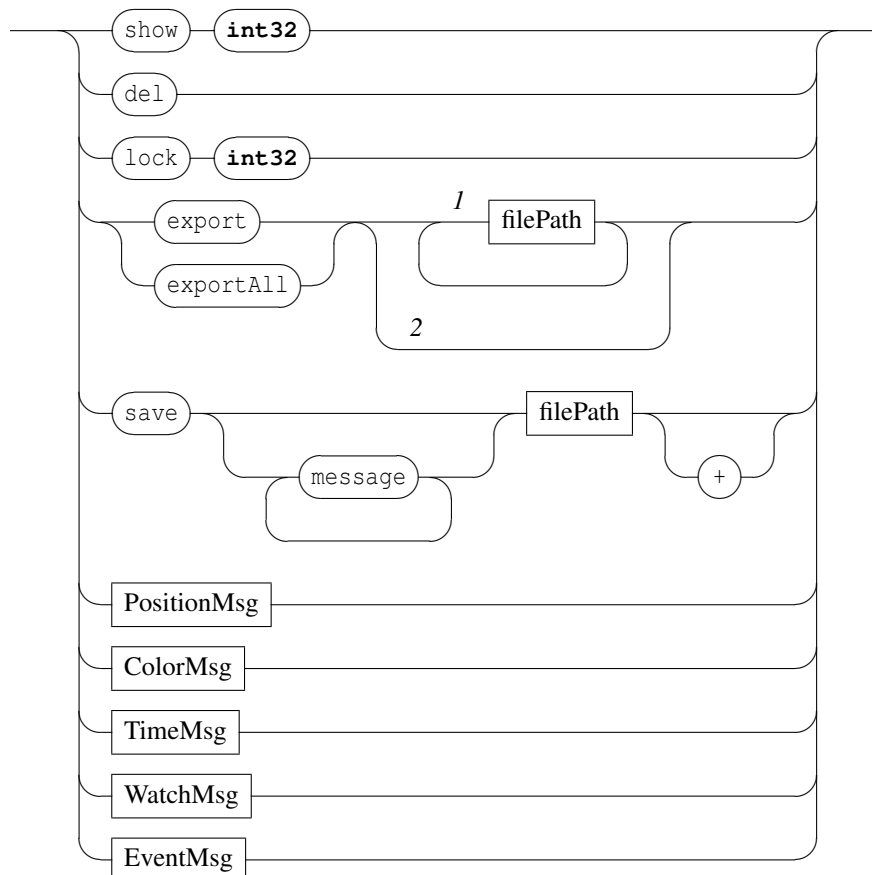 show int32
del
lock int32
1
export filePath
exportAll
2
save filePath
message +
PositionMsg
ColorMsg
TimeMsg
WatchMsg
EventMsg